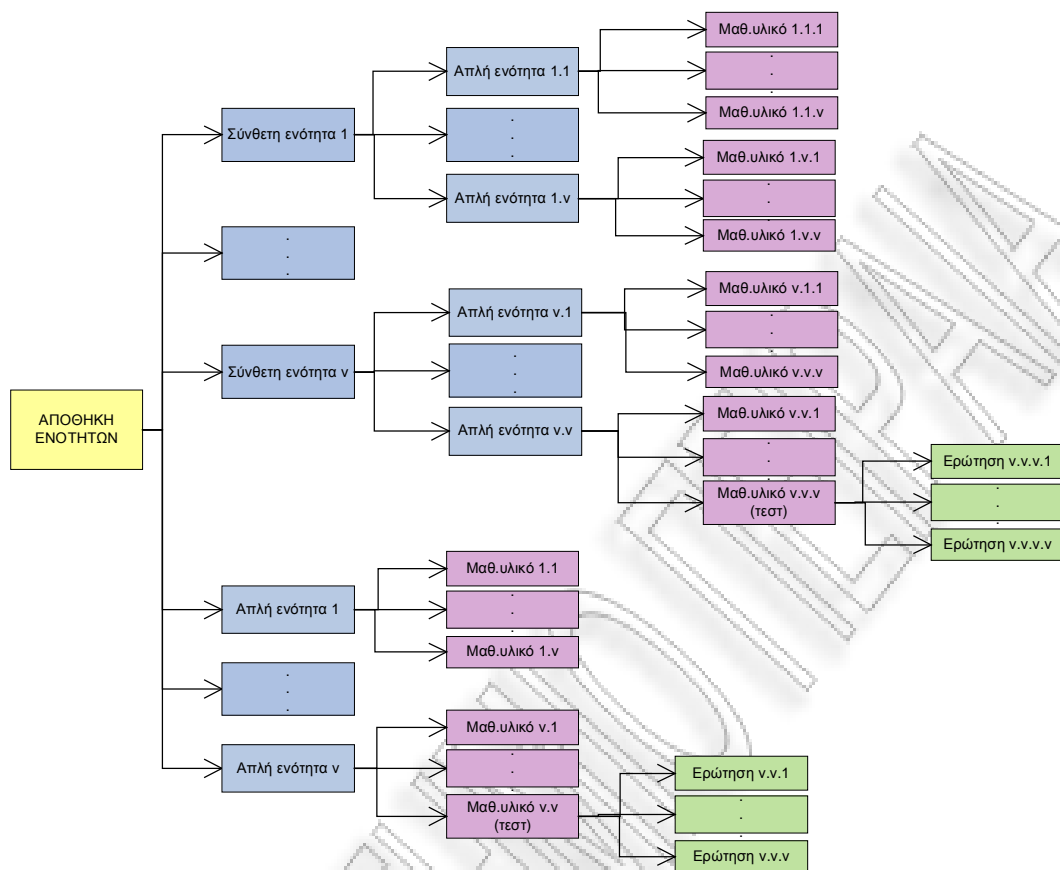 ΑΠΟΘΗΚΗ
ΕΝΟΤΗΤΩΝ
Σύνθετη ενότητα 1
.
.
.
Σύνθετη ενότητα ν
Απλή ενότητα 1
.
.
.
Απλή ενότητα ν
Απλή ενότητα 1.1
.
.
.
Απλή ενότητα 1.ν
Απλή ενότητα ν.1
.
.
.
Απλή ενότητα ν.ν
Μαθ.υλικό 1.1.1
.
.
.
Μαθ.υλικό 1.1.ν
Μαθ.υλικό 1.ν.1
.
.
.
Μαθ.υλικό 1.ν.ν
Μαθ.υλικό ν.1.1
.
.
.
Μαθ.υλικό ν.ν.ν
Μαθ.υλικό ν.ν.1
.
.
.
Μαθ.υλικό ν.ν.ν
(τεστ)
Ερώτηση ν.ν.ν.1
.
.
.
Ερώτηση ν.ν.ν.ν
Μαθ.υλικό 1.1
.
.
.
Μαθ.υλικό 1.ν
Μαθ.υλικό ν.1
.
.
.
Μαθ.υλικό ν.ν
(τεστ)
Ερώτηση ν.ν.1
.
.
.
Ερώτηση ν.ν.ν